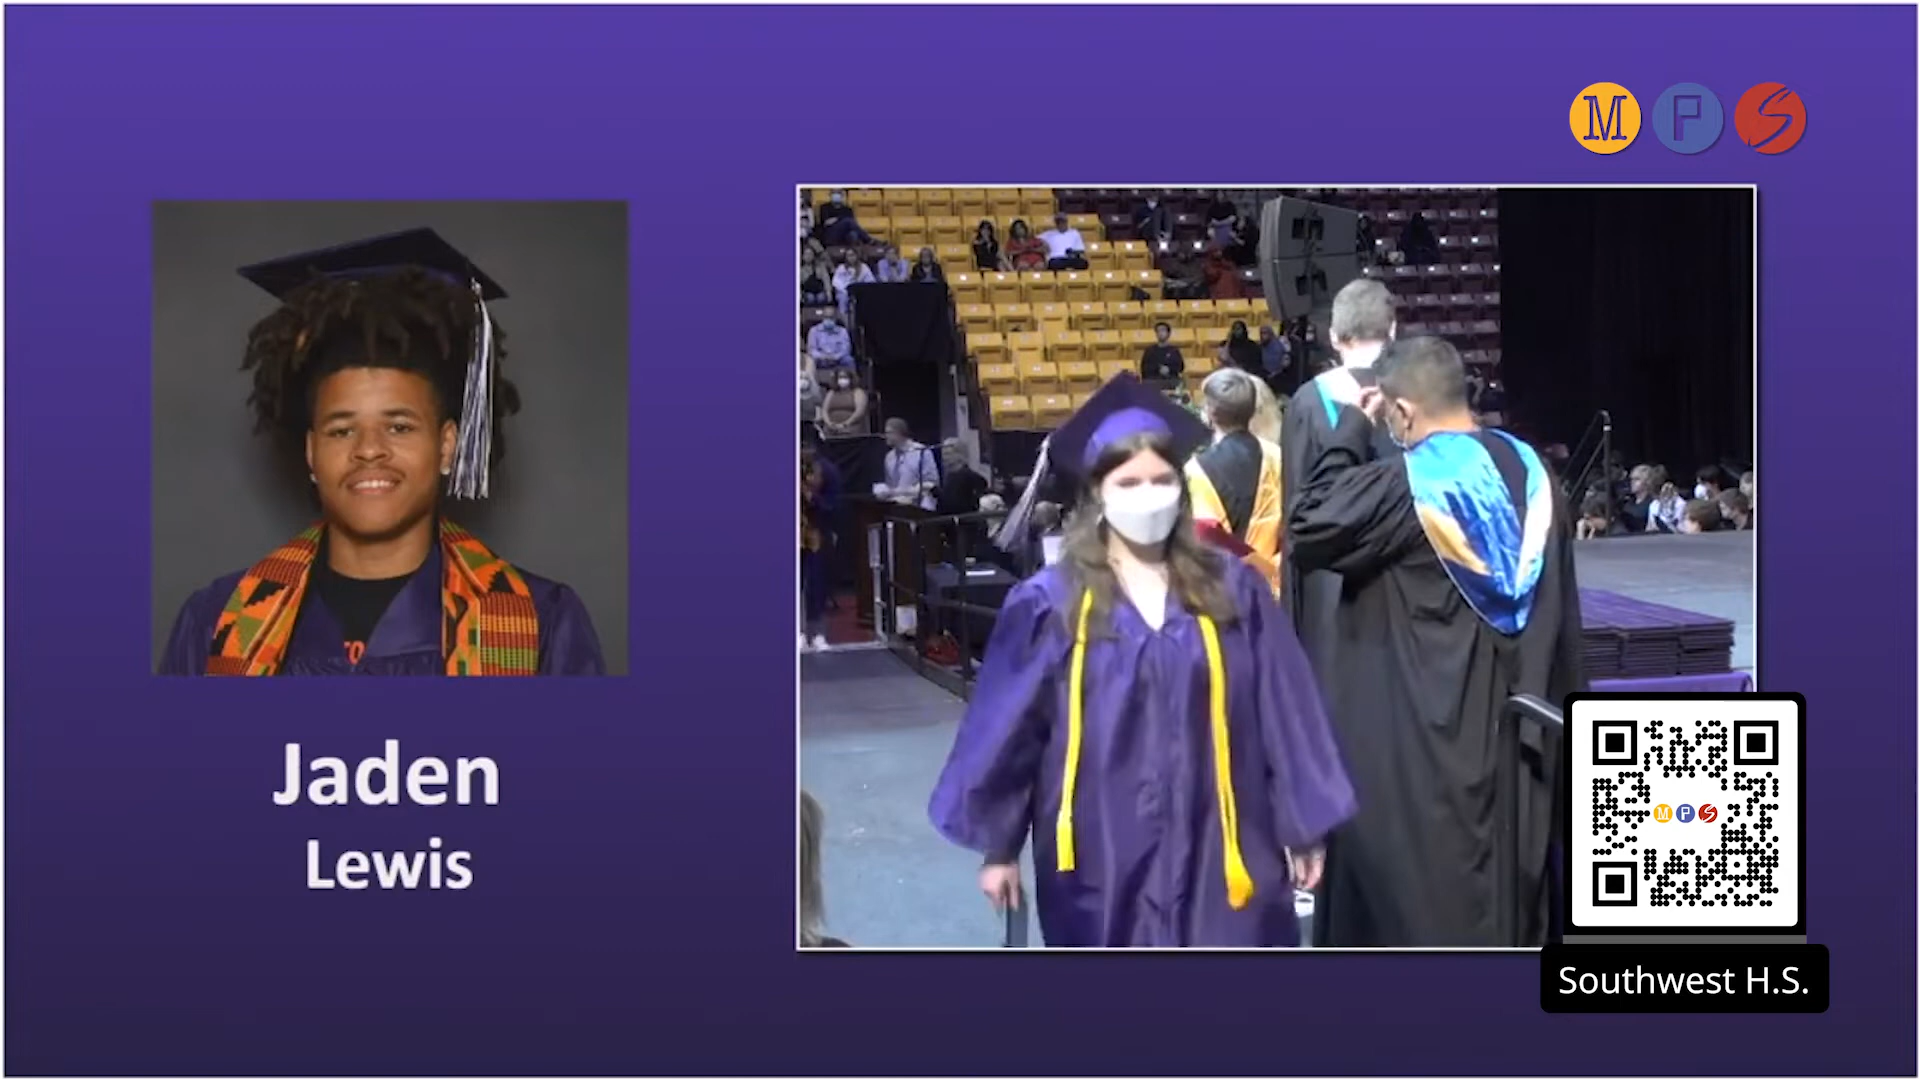 M P S
Jaden
Lewis
M P S
Southwest H.S.